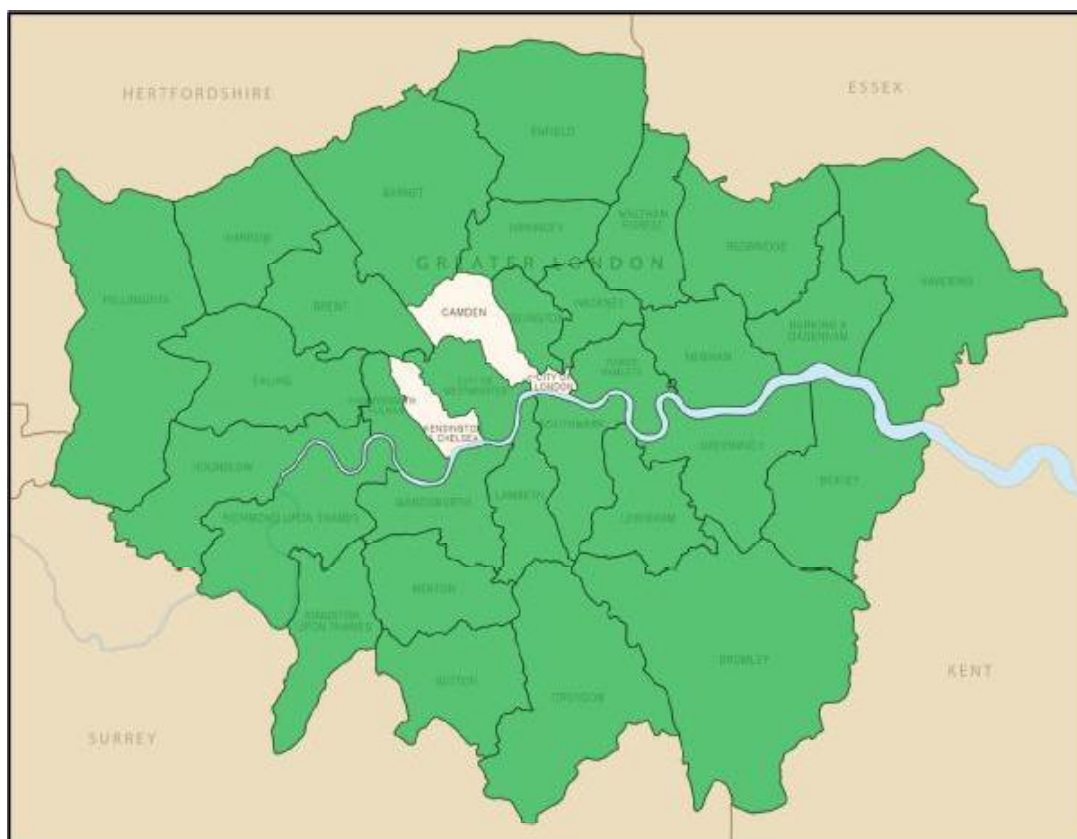 HERTFORDSHIRE
ESSEX
ENFIELD
BARNET
WALTHAM
FOREST
HARINGEY
REDBRIDGE
HARROW
GREATER LONDON
HAVERING
HILLINGDON
BRENT
HACKNEY
CAMDEN
ISLINGTON
BARKING &
DAGENHAM
NEWHAM
TOWER
HAMLETS
EALING
CITY OF
WESTMINSTER
CITY OF
LONDON
KENSINGTON
& CHELSEA
SOUTHWARK
GREENWICH
HOUNSLOW
BEXLEY
WANDSWORTH
LAMBETH
RICHMOND UPON THAMES
LEWISHAM
MERTON
KINGSTON
UPON THAMES
BROMLEY
KENT
SUTTON
CROYDON
SURREY